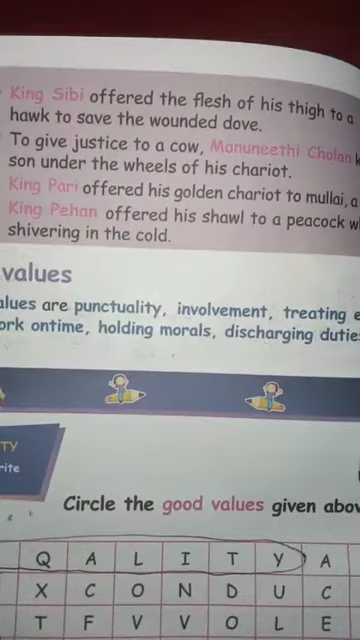 King Sibi offered the flesh of his thigh to a
hawk to save the wounded dove.
To give justice to a cow, Manuneethi Cholan k
son under the wheels of his chariot.
King Pari offered his golden chariot to mullai, a
King Pehan offered his shawl to a peacock wh
shivering in the cold.
values
alues are punctuality, involvement, treating e
ork ontime, holding morals, discharging duties
TY
rite
Circle the good values given abov
Q A L I T Y A
X C O N D U C
T F V V O L E